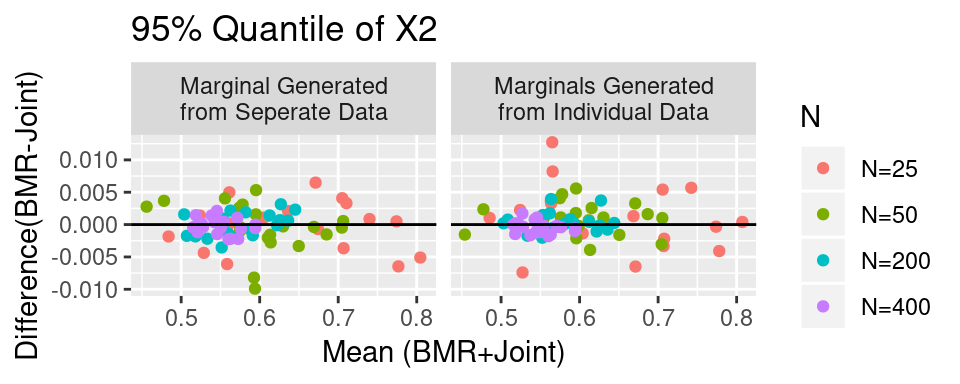 95% Quantile of X2
Marginal Generated
from Seperate Data
Marginals Generated
from Individual Data
Difference(BMR-Joint)
0.010
0.005
0.000
-0.005
-0.010
0.5 0.6 0.7 0.8
0.5 0.6 0.7 0.8
Mean (BMR+Joint)
N
N=25
N=50
N=200
N=400